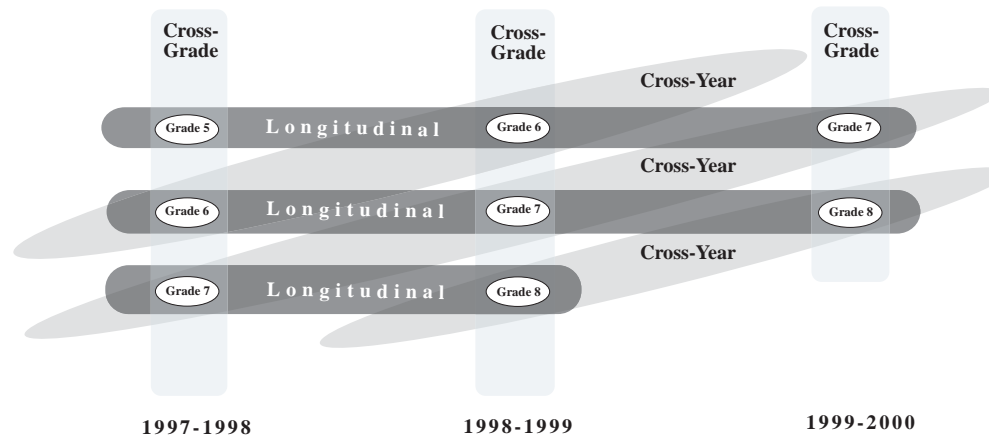 Cross-
Grade
Cross-
Grade
Cross-
Grade
Cross-Year
Grade 5
Longitudinal
Grade 6
Grade 7
Cross-Year
Grade 6
Longitudinal
Grade 7
Grade 8
Cross-Year
Grade 7
Longitudinal
Grade 8
1997-1998
1998-1999
1999-2000